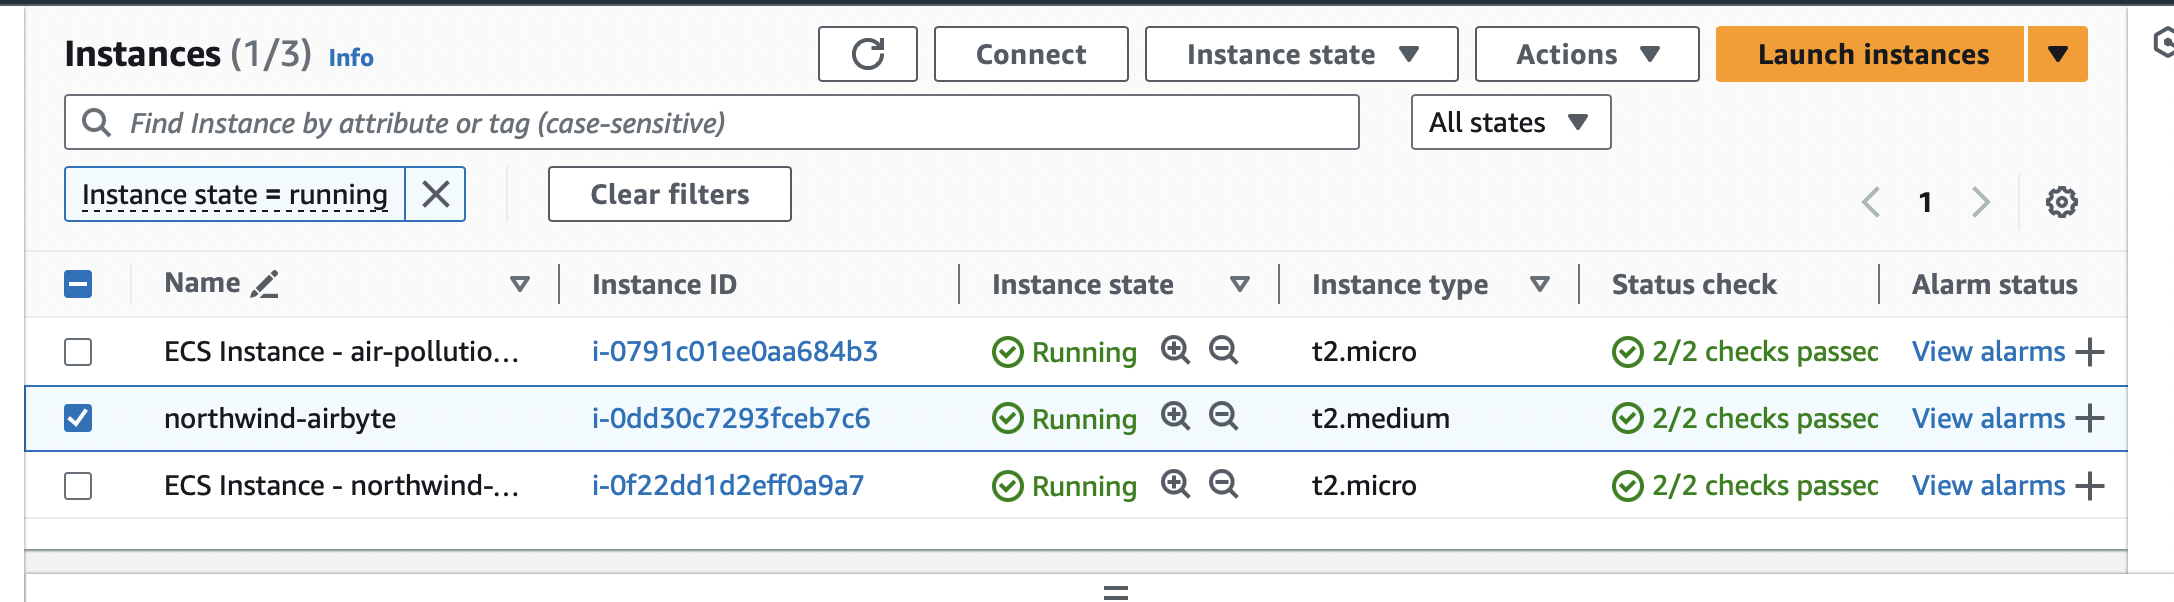 Instances (1/3) Info Connect Instance state Actions Launch instances
Find Instance by attribute or tag (case-sensitive) All states
Instance state = running Clear filters 1
Name Instance ID Instance state Instance type Status check Alarm status
ECS Instance - air-pollutio... i-0791c01ee0aa684b3 Running t2.micro 2/2 checks passec View alarms
northwind-airbyte i-0dd30c7293fceb7c6 Running t2.medium 2/2 checks passec View alarms
ECS Instance - northwind-... i-0f22dd1d2eff0a9a7 Running t2.micro 2/2 checks passec View alarms